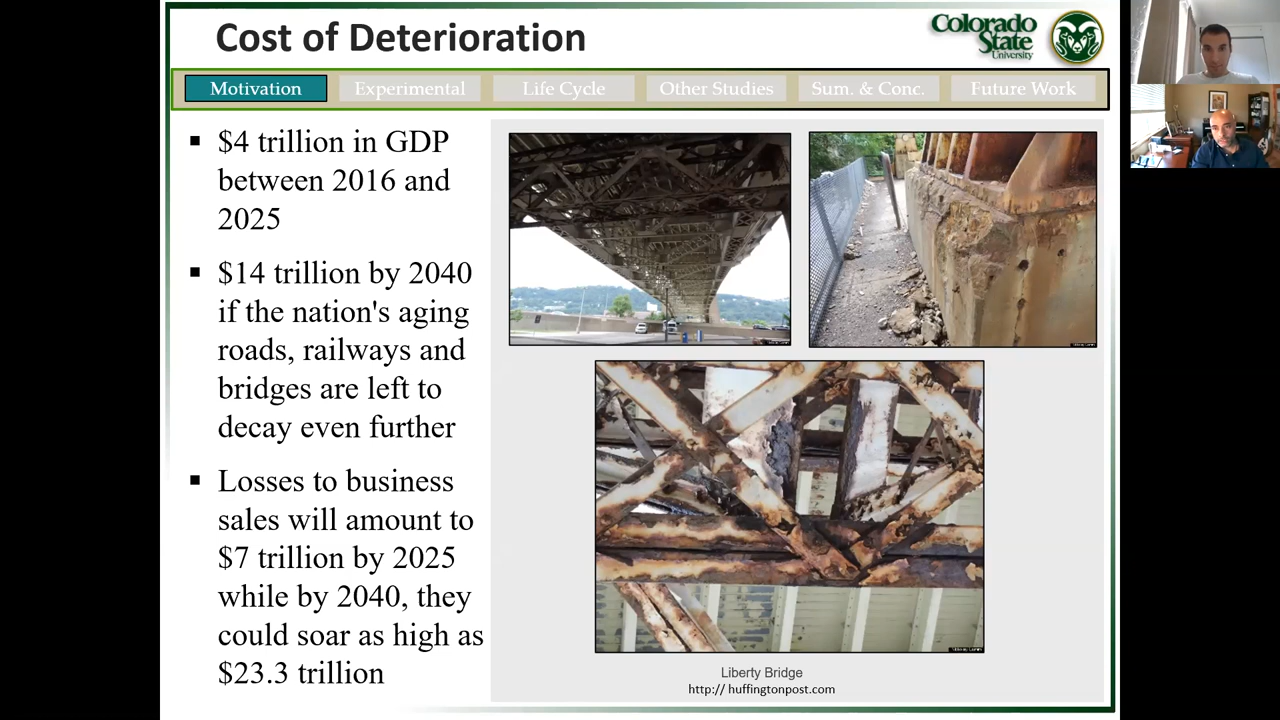 Cost of Deterioration
Colorado
State
University
Motivation
Experimental
Life Cycle
Other Studies
Sum. & Conc.
Future Work
$4 trillion in GDP
between 2016 and
2025
$14 trillion by 2040
if the nation's aging
roads, railways and
bridges are left to
decay even further
Losses to business
sales will amount to
$7 trillion by 2025
while by 2040, they
could soar as high as
$23.3 trillion
Liberty Bridge
http:// huffingtonpost.com